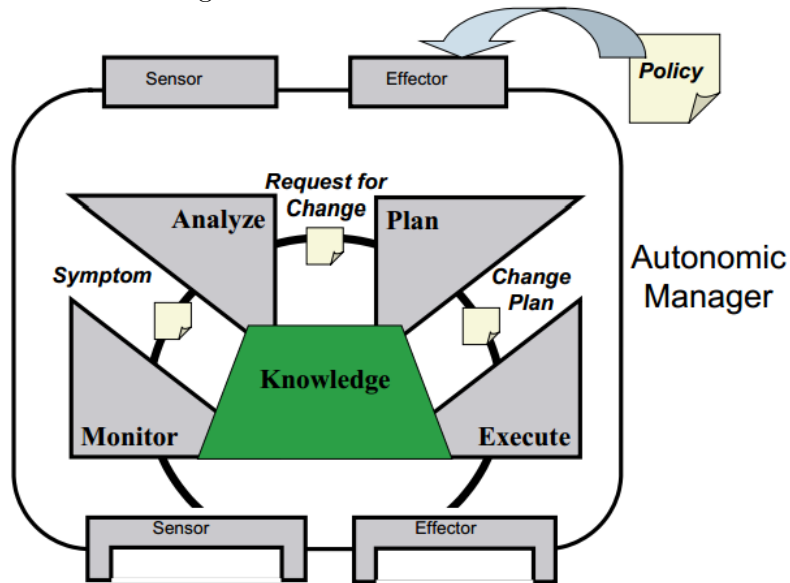 Sensor
Effector
Policy
Request for
Change
Analyze
Plan
Symptom
Change
Plan
Autonomic
Manager
Knowledge
Monitor
Execute
Sensor
Effector